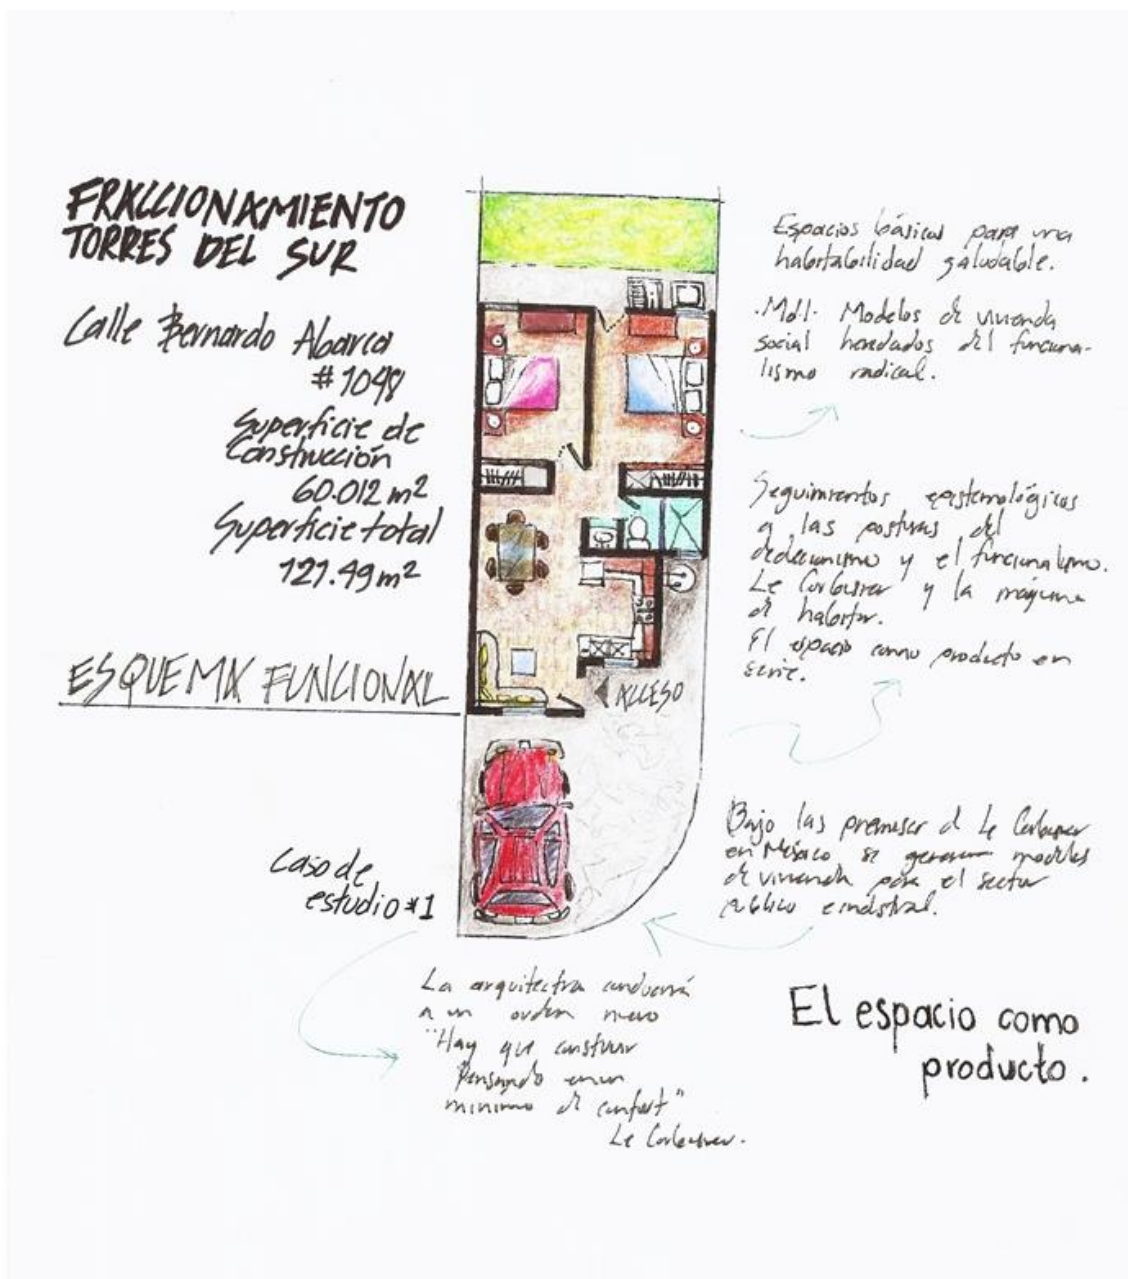 FRACCIONAMIENTO
TORRES DEL SUR
Calle Bernardo Abarca
#1048
Superficie de
Construcción
60.012 m2
Superficie total
121.49 m2
ESQUEMA FUNCIONAL
Caso de
estudio #1
Espacios básicos para una
habitabilidad saludable.
Modelos de vivienda
social heredados del funciona-
lismo radical.
Seguimientos epistemológicos
a las posturas del
y el funcionalismo.
Le Corbusier y la máquina
de habitar.
El espacio como producto en
serie.
ACCESO
Bajo las premisas d Le Corbusier
en México se generan modelos
de vivienda para el sector
público e industrial.
La arquitectura conducirá
a un orden nuevo
"Hay que construir
Pensando en un
mínimo de confort"
Le Corbusier.
El espacio como
producto.